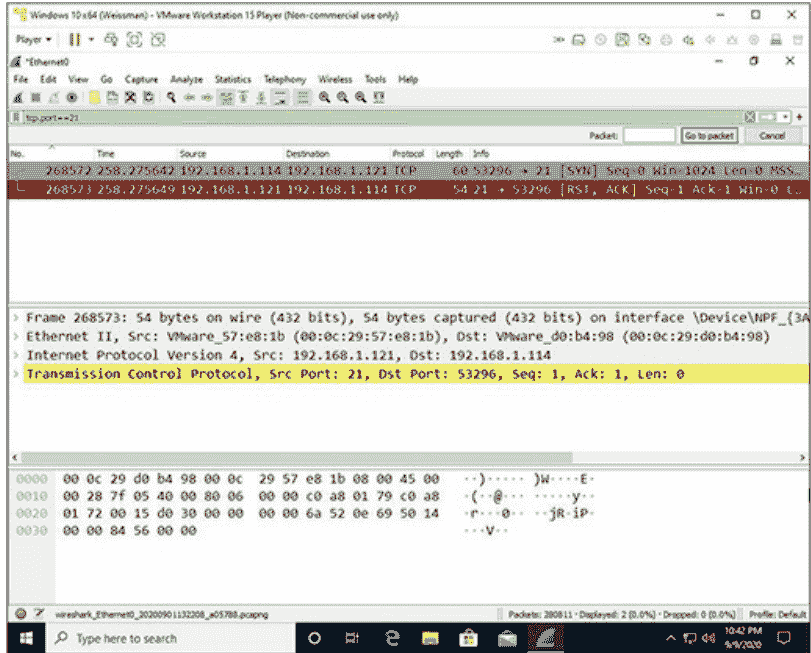 Windows 10 x64 (Weissman) - VMware Workstation 15 Player (Non-commercial use only)
Player
*Ethernet0
File Edit View Go Capture Analyze Statistics Telephony Wireless Tools Help
tcp.port==21
Packet: Go to packet Cancel
No. Time Source Destination Protocol Length Info
268572 258.275642 192.168.1.114 192.168.1.121 TCP 60 53296 → 21 [SYN] Seq=0 Win=1024 Len=0 MSS…
268573 258.275649 192.168.1.121 192.168.1.114 TCP 54 21 → 53296 [RST, ACK] Seq=1 Ack=1 Win=0 L…
Frame 268573: 54 bytes on wire (432 bits), 54 bytes captured (432 bits) on interface \Device\NPF_{3A
Ethernet II, Src: VMware_57:e8:1b (00:0c:29:57:e8:1b), Dst: VMware_d0:b4:98 (00:0c:29:d0:b4:98)
Internet Protocol Version 4, Src: 192.168.1.121, Dst: 192.168.1.114
Transmission Control Protocol, Src Port: 21, Dst Port: 53296, Seq: 1, Ack: 1, Len: 0
0000 00 0c 29 d0 b4 98 00 0c 29 57 e8 1b 08 00 45 00 ··)····· )W····E·
0010 00 28 7f 05 40 00 80 06 00 00 c0 a8 01 79 c0 a8 ·(··@··· ·····y··
0020 01 72 00 15 d0 30 00 00 00 00 6a 52 0e 69 50 14 ·r···0·· ··jR·iP·
0030 00 00 84 56 00 00 ···V··
wireshark_Ethernet0_20200901132208_a05788.pcapng Packets: 280811 · Displayed: 2 (0.0%) · Dropped: 0 (0.0%) Profile: Default
Type here to search
10:42 PM
9/9/2020